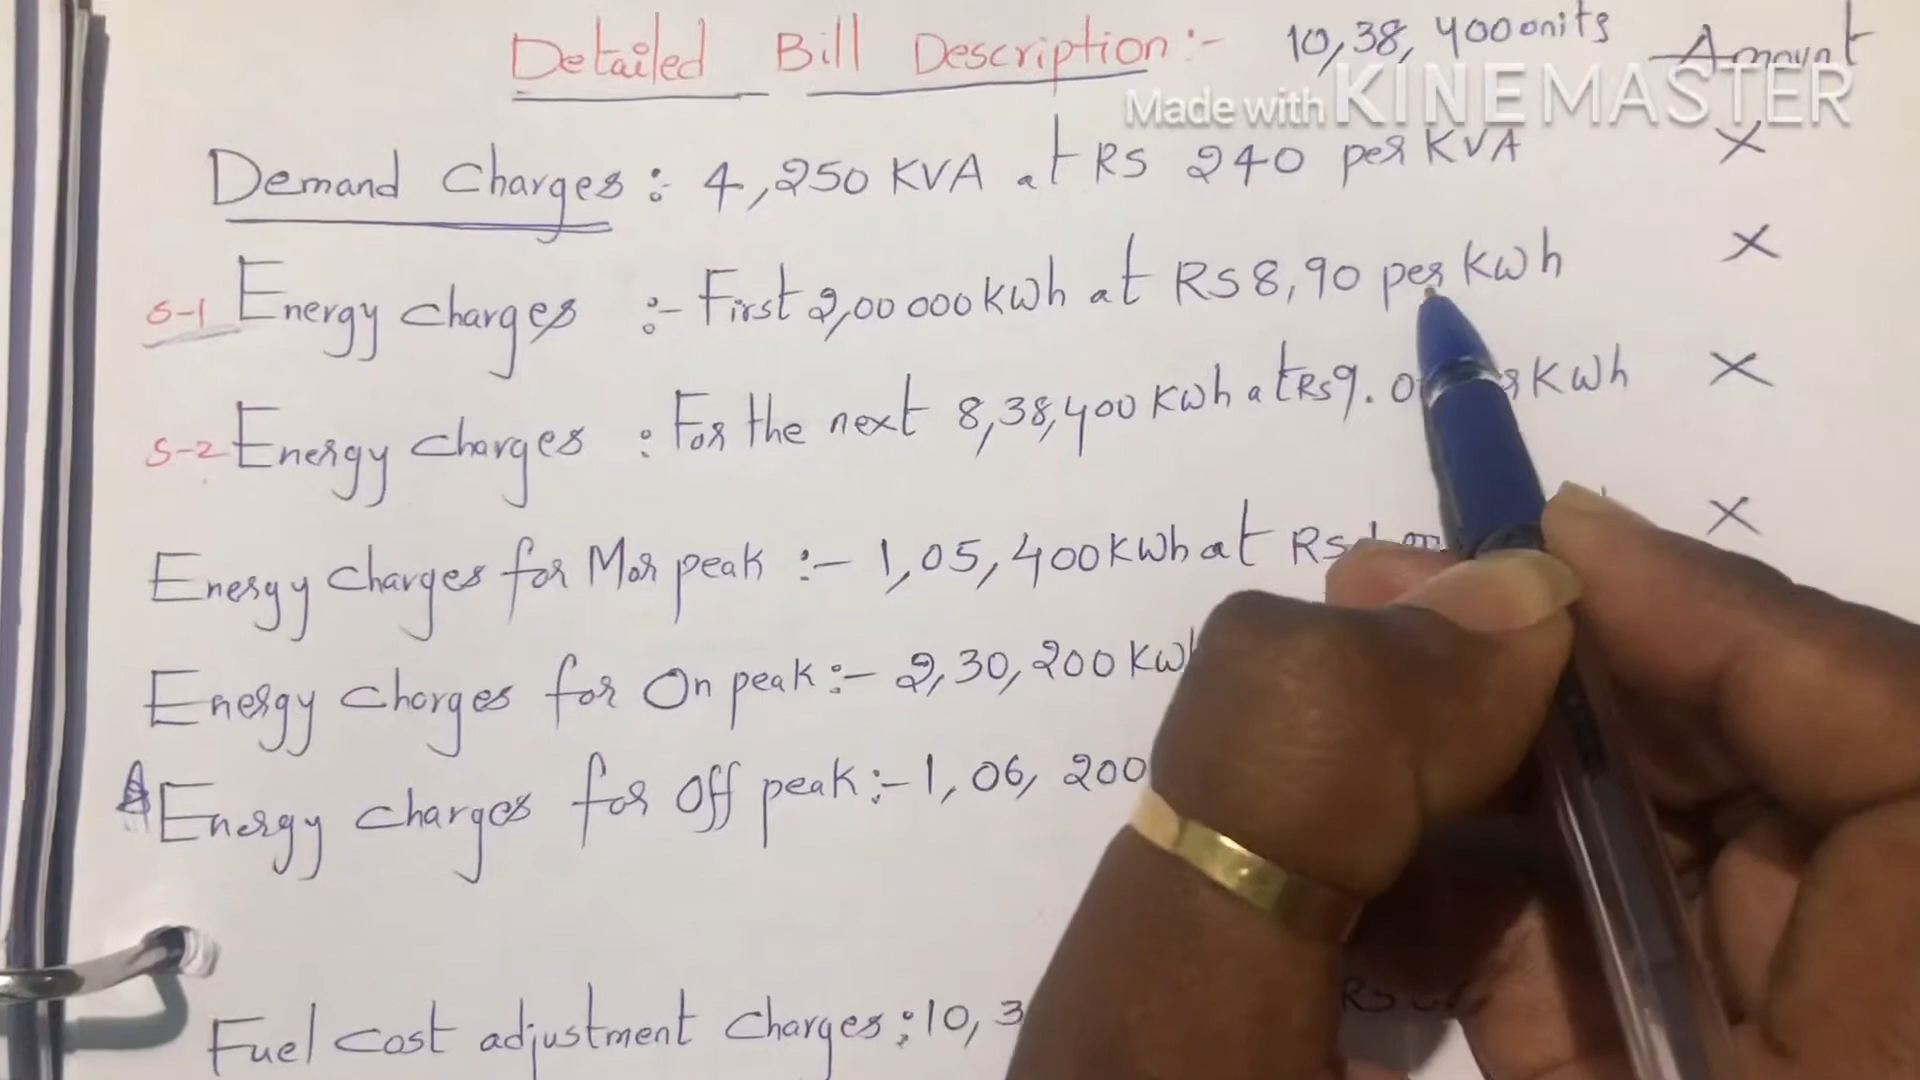 Detailed Bill Description :- 10,38,400 units Amount
Made with KINEMASTER
Demand Charges :- 4,250 KVA at RS 240 per KVA X
S-1 Energy charges :- First 2,00 000 kWh at RS 8,90 per kwh X
S-2 Energy charges : For the next 8,38,400 KWh at Rs 9. KWh X
Energy Charges for Mor peak :- 1,05,400 KWh at Rs X
Energy charges for On peak :- 2,30,200
Energy charges for Off peak :- 1,06,200
Fuel cost adjustment charges : 10,3